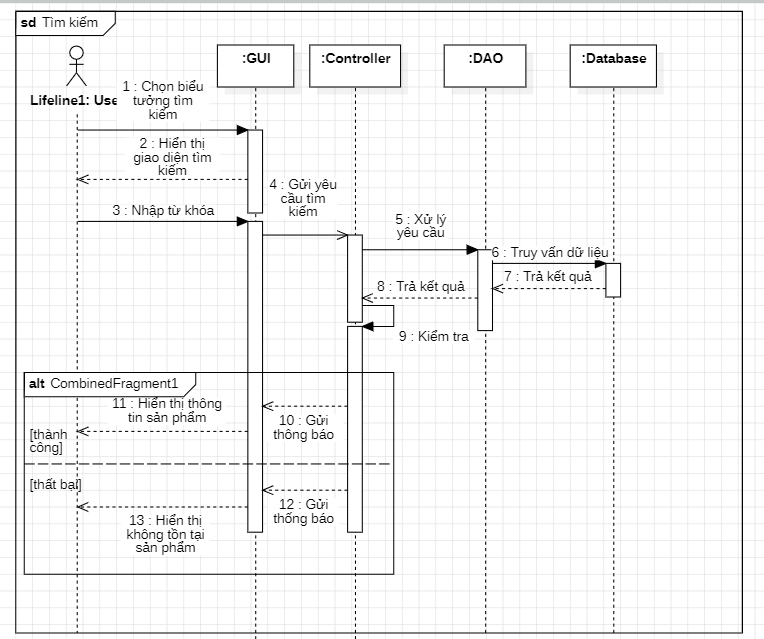 sd Tìm kiếm
:GUI
:Controller
:DAO
:Database
Lifeline1: Use
1 : Chọn biểu
tưởng tìm
kiếm
2 : Hiển thị
giao diện tìm
kiếm
3 : Nhập từ khóa
4 : Gửi yêu
cầu tìm
kiếm
5 : Xử lý
yêu cầu
6 : Truy vấn dữ liệu
7 : Trả kết quả
8 : Trả kết quả
9 : Kiểm tra
alt CombinedFragment1
11 : Hiển thị thông
tin sản phẩm
10 : Gửi
thông báo
[thành
công]
[thất bại]
12 : Gửi
thống báo
13 : Hiển thị
không tồn tại
sản phẩm